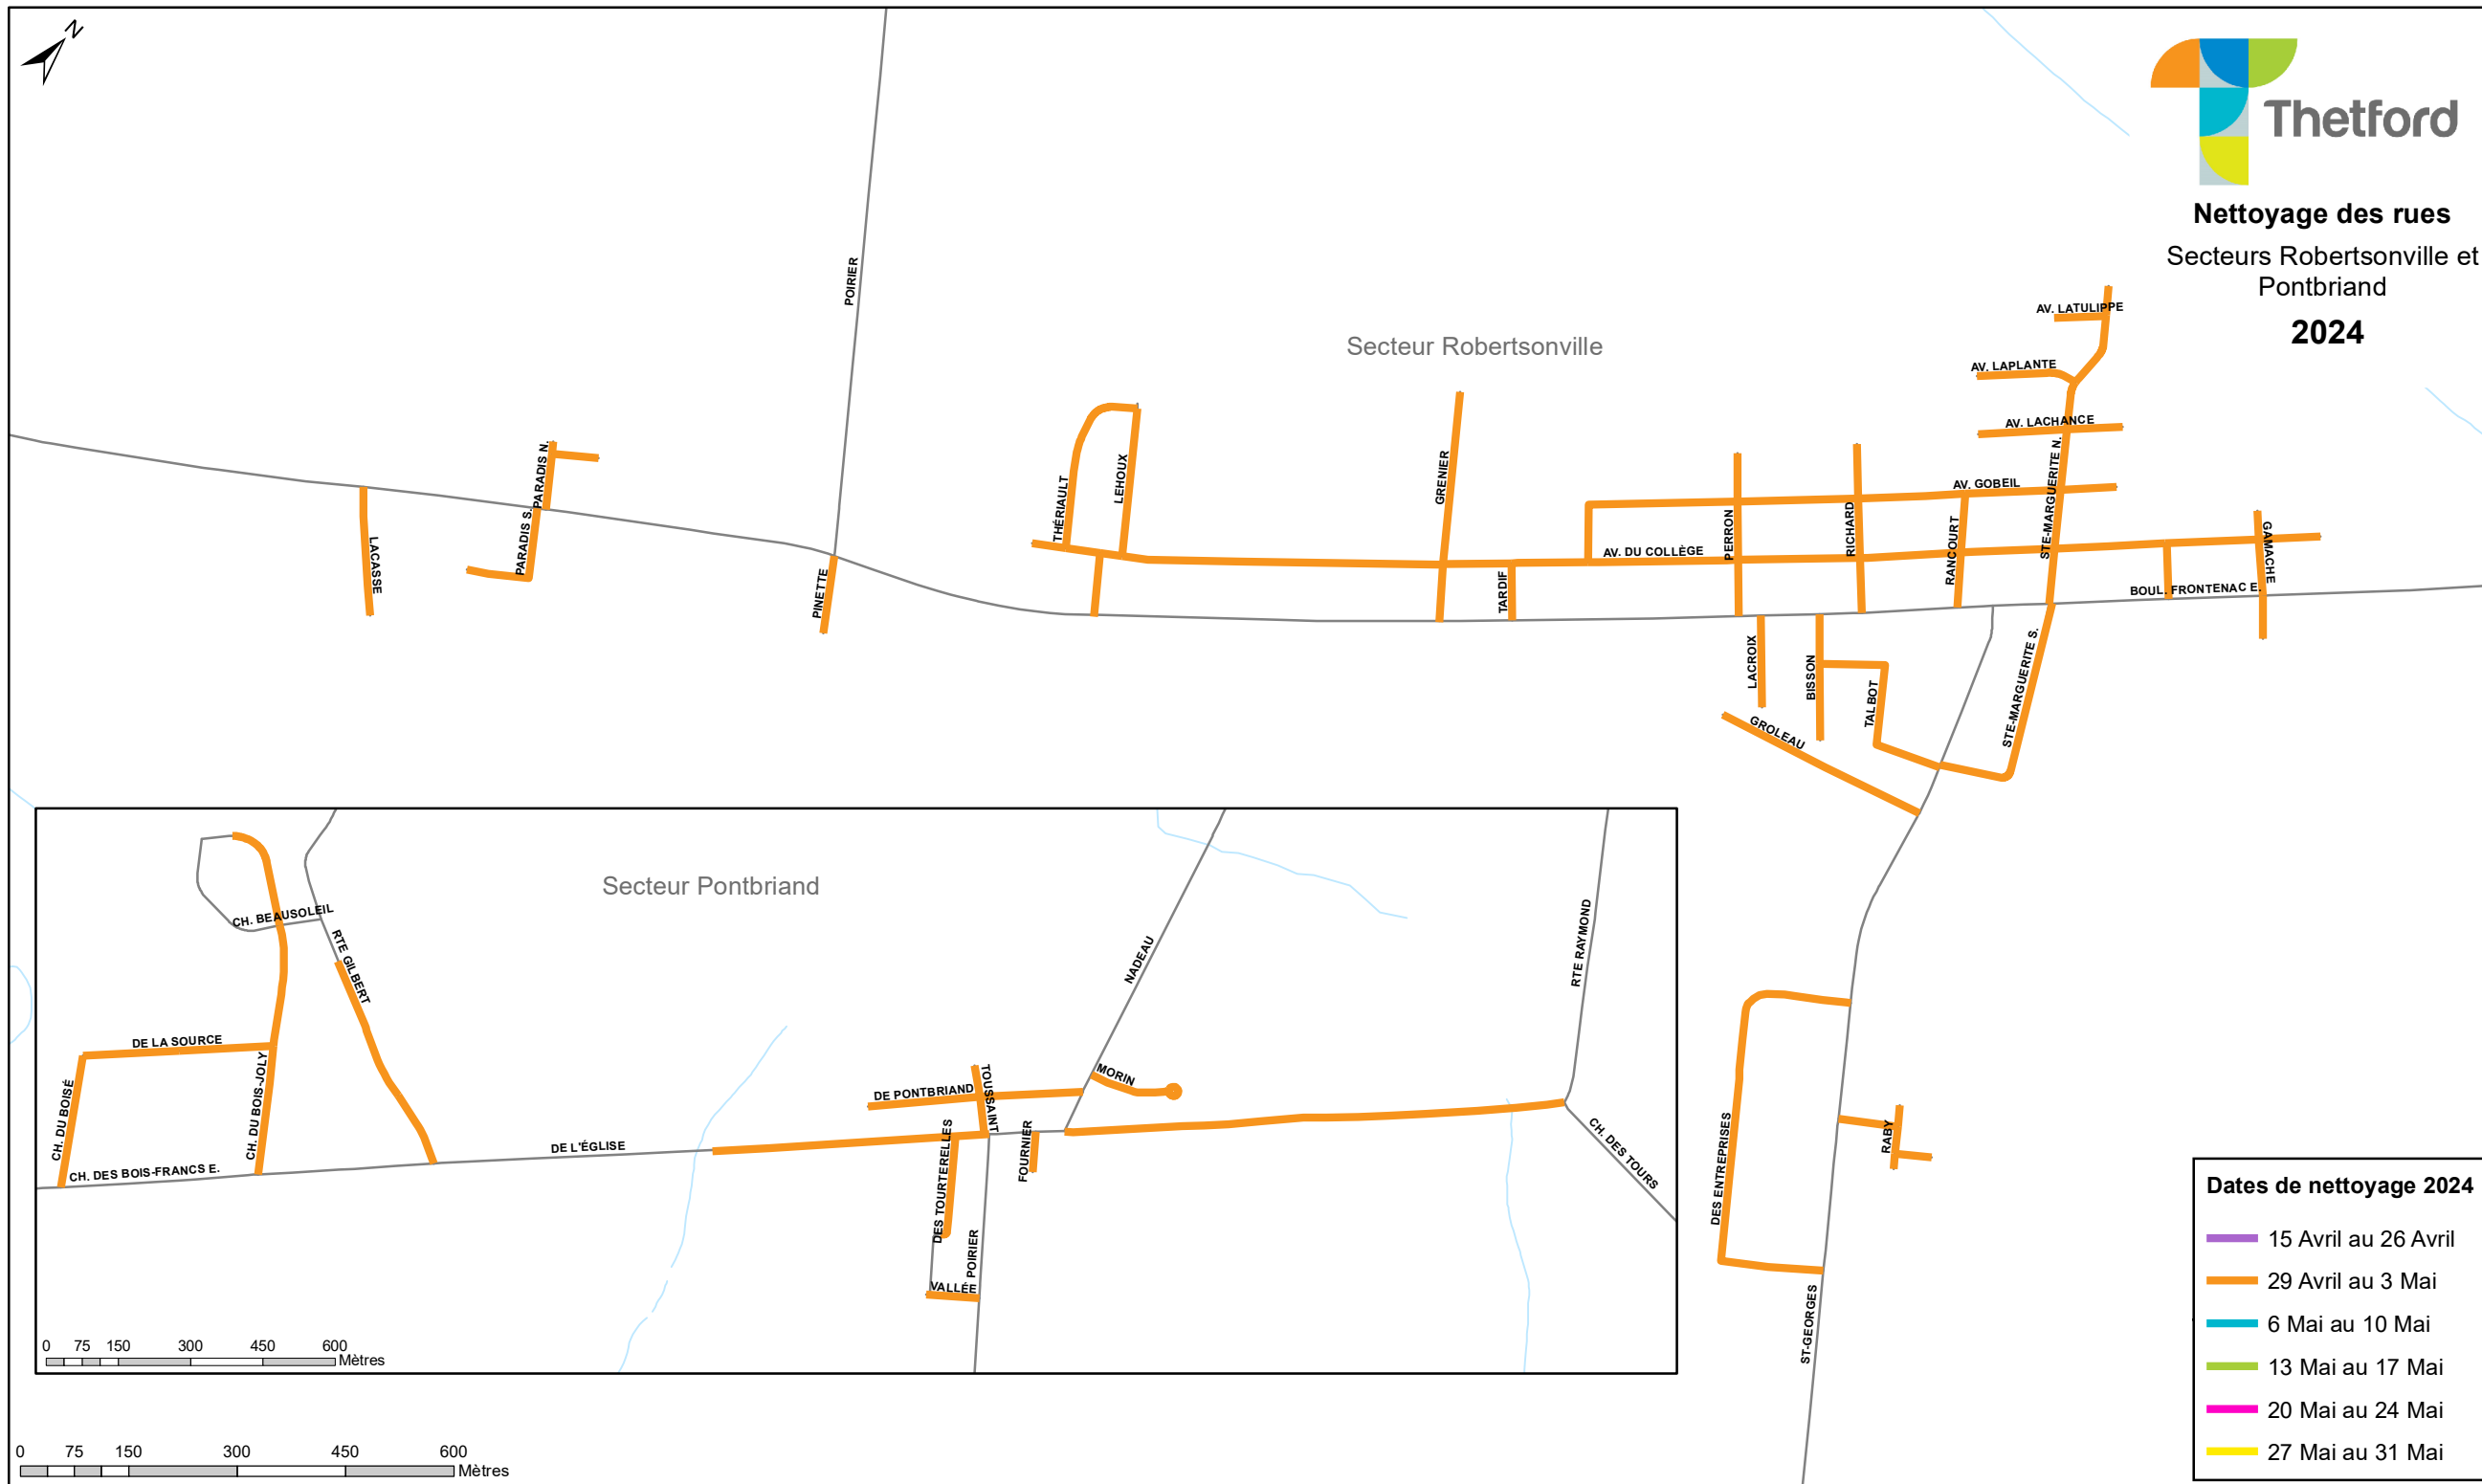 N
Thetford
Nettoyage des rues
Secteurs Robertsonville et
Pontbriand
2024
POIRIER
Secteur Robertsonville
AV. LATULIPPE
AV. LAPLANTE
AV. LACHANCE
STE-MARGUERITE N.
AV. GOBEIL
PARADIS N.
PARADIS S.
LACASSE
PINETTE
THÉRIAULT
LEHOUX
GRENIER
TARDIF
AV. DU COLLÈGE
PERRON
RICHARD
RANCOURT
GAMACHE
BOUL. FRONTENAC E.
LACROIX
BISSON
TALBOT
STE-MARGUERITE S.
GROLEAU
DES ENTREPRISES
RABY
ST-GEORGES
Secteur Pontbriand
CH. BEAUSOLEIL
RTE GILBERT
NADEAU
RTE RAYMOND
DE LA SOURCE
CH. DU BOISÉ
CH. DU BOIS-JOLY
CH. DES BOIS-FRANCS E.
DE L'ÉGLISE
DE PONTBRIAND
TOUSSAINT
MORIN
DES TOURTERELLES
FOURNIER
POIRIER
VALLÉE
CH. DES TOURS
0 75 150 300 450 600
Mètres
0 75 150 300 450 600
Mètres
Dates de nettoyage 2024
15 Avril au 26 Avril
29 Avril au 3 Mai
6 Mai au 10 Mai
13 Mai au 17 Mai
20 Mai au 24 Mai
27 Mai au 31 Mai